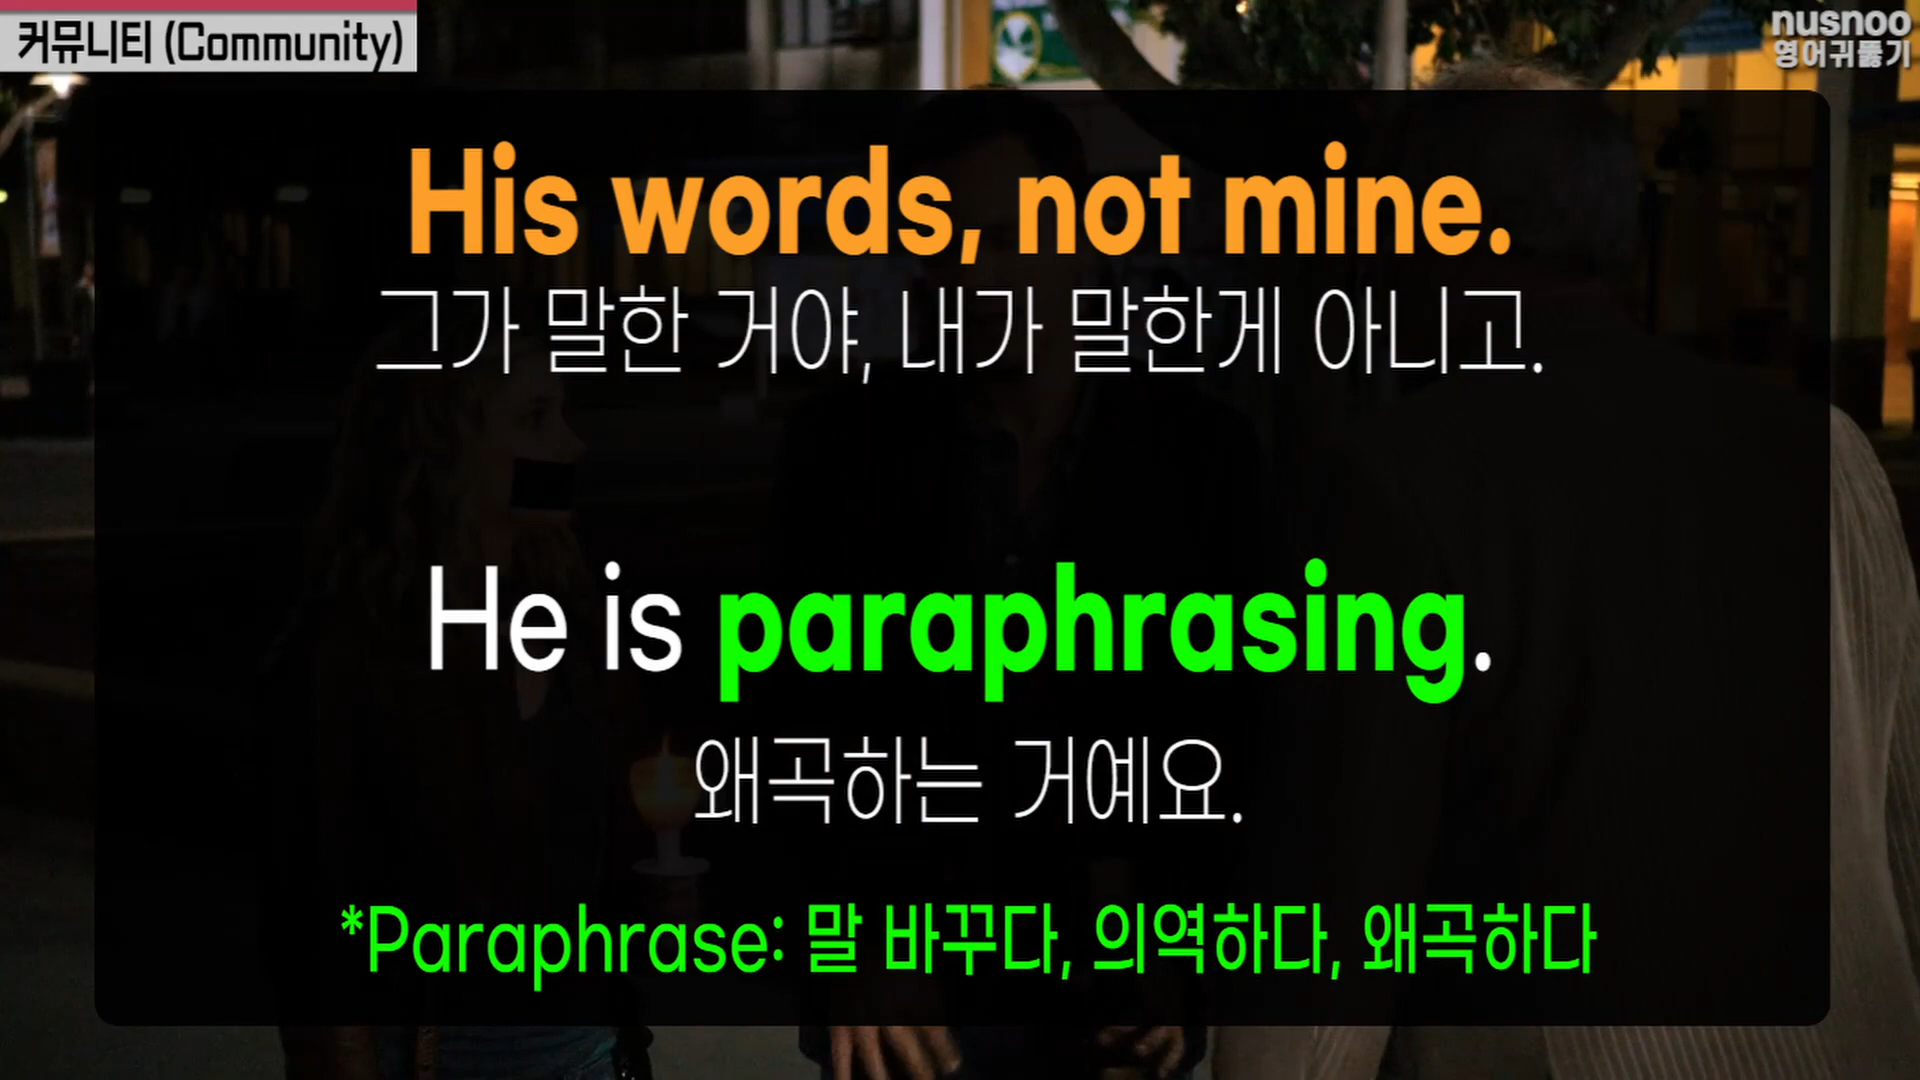 커뮤니티 (Community)
nusnoo
영어귀뚫기
His words, not mine.
그가 말한 거야, 내가 말한게 아니고.
He is paraphrasing.
왜곡하는 거예요.
*Paraphrase: 말 바꾸다, 의역하다, 왜곡하다